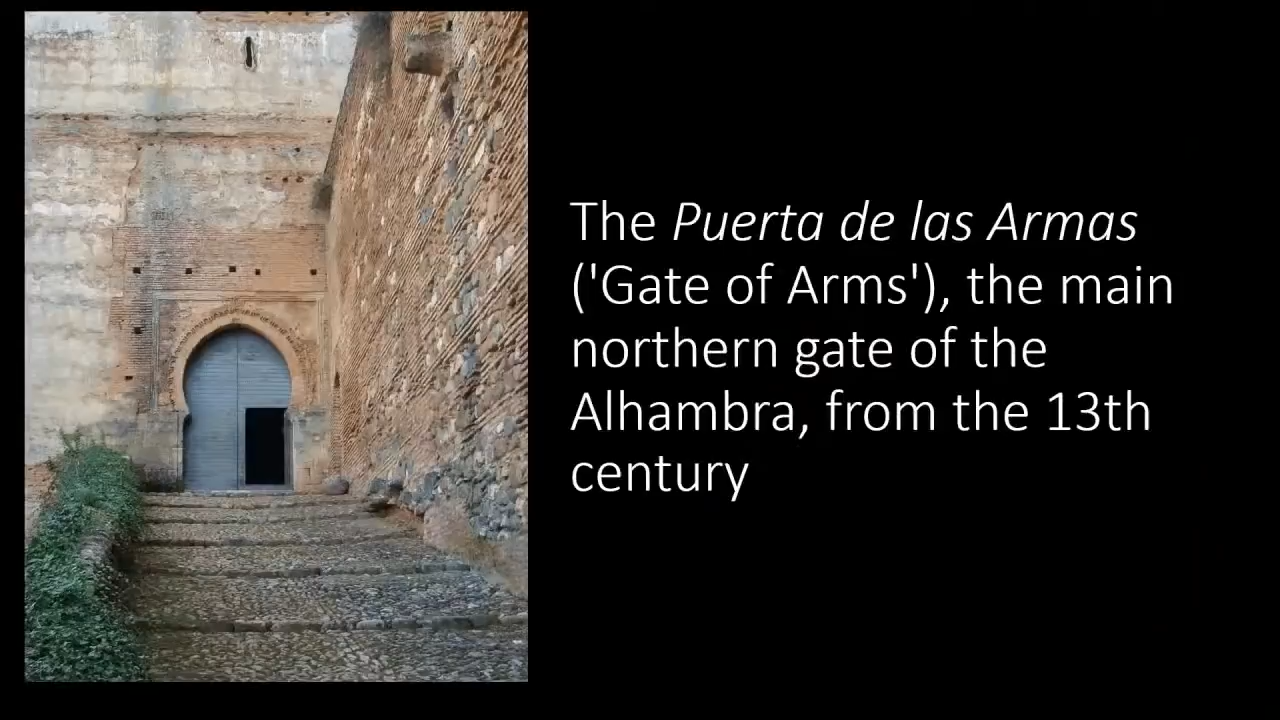 The Puerta de las Armas
('Gate of Arms'), the main
northern gate of the
Alhambra, from the 13th
century